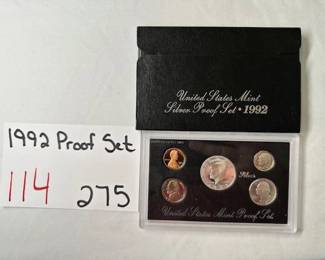 United States Mint
Silver Proof Set • 1992
1992 Proof Set
114 275
Silver
United States Mint Proof Set